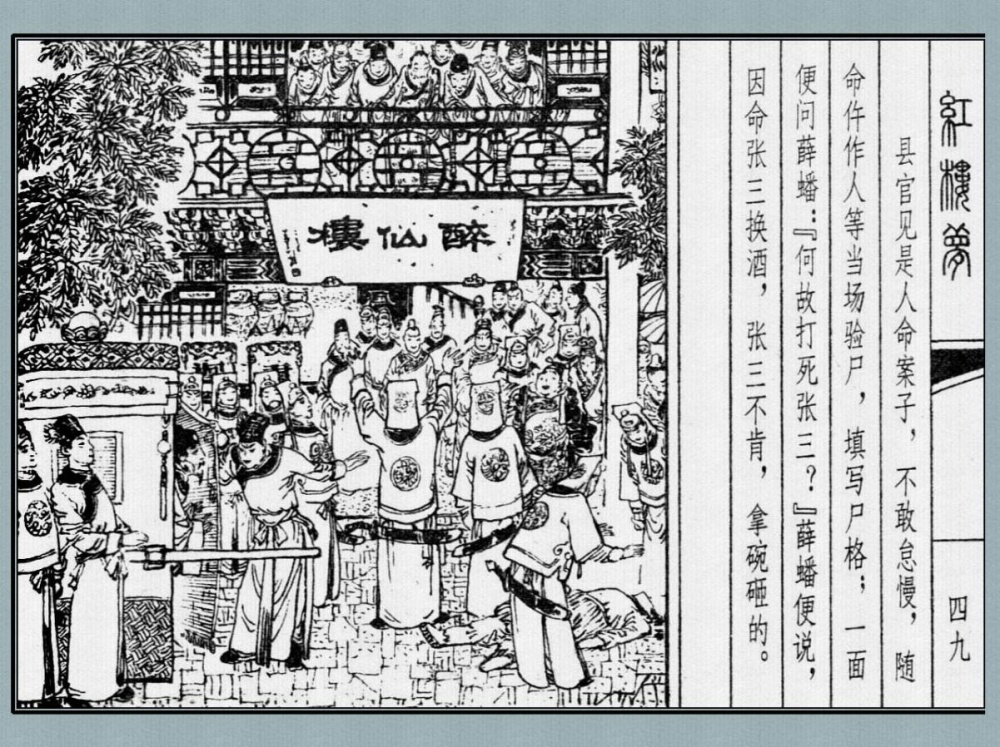 紅樓夢
四九
县官见是人命案子，不敢怠慢，随
命仵作人等当场验尸，填写尸格；一面
便问薛蟠：『何故打死张三？』薛蟠便说，
因命张三换酒，张三不肯，拿碗砸的。
醉仙樓